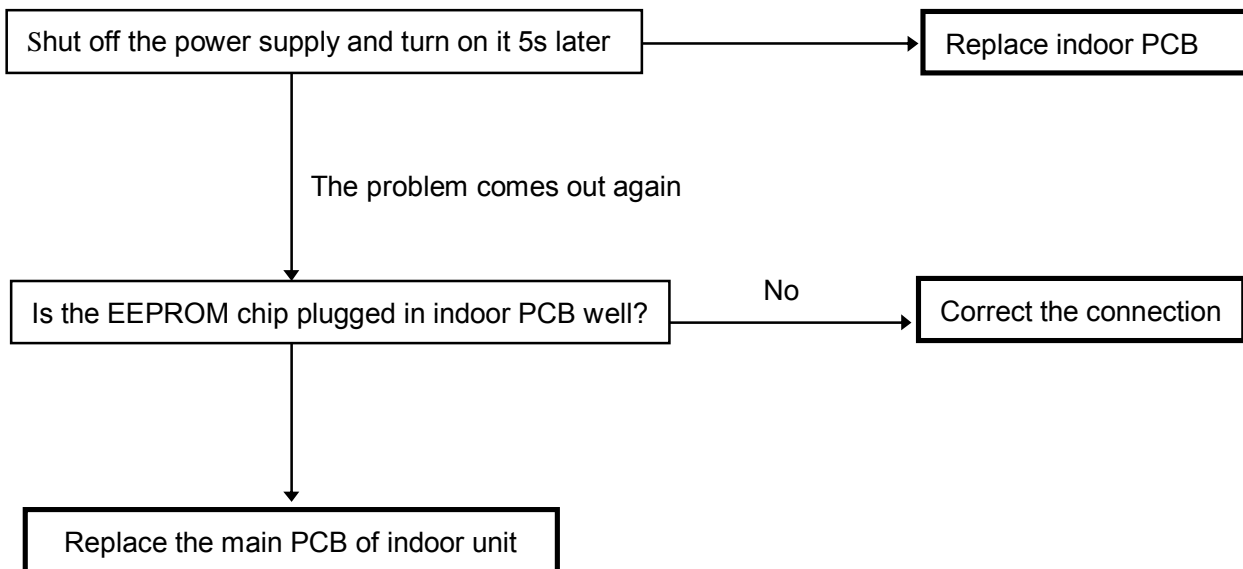 Shut off the power supply and turn on it 5s later
Replace indoor PCB
The problem comes out again
Is the EEPROM chip plugged in indoor PCB well?
No
Correct the connection
Replace the main PCB of indoor unit